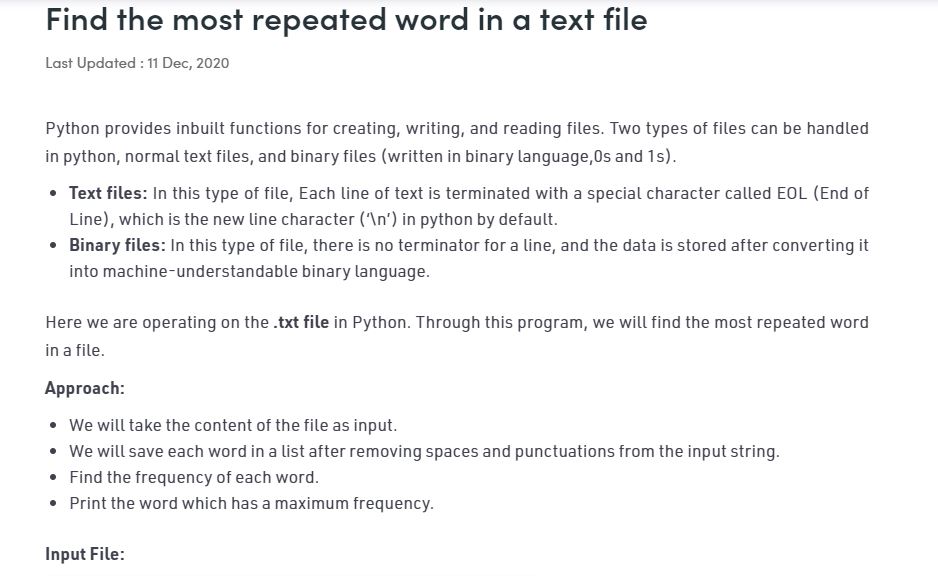 Find the most repeated word in a text file
Last Updated : 11 Dec, 2020
Python provides inbuilt functions for creating, writing, and reading files. Two types of files can be handled
in python, normal text files, and binary files (written in binary language,0s and 1s).
• Text files: In this type of file, Each line of text is terminated with a special character called EOL (End of
Line), which is the new line character (‘\n’) in python by default.
• Binary files: In this type of file, there is no terminator for a line, and the data is stored after converting it
into machine-understandable binary language.
Here we are operating on the .txt file in Python. Through this program, we will find the most repeated word
in a file.
Approach:
• We will take the content of the file as input.
• We will save each word in a list after removing spaces and punctuations from the input string.
• Find the frequency of each word.
• Print the word which has a maximum frequency.
Input File: